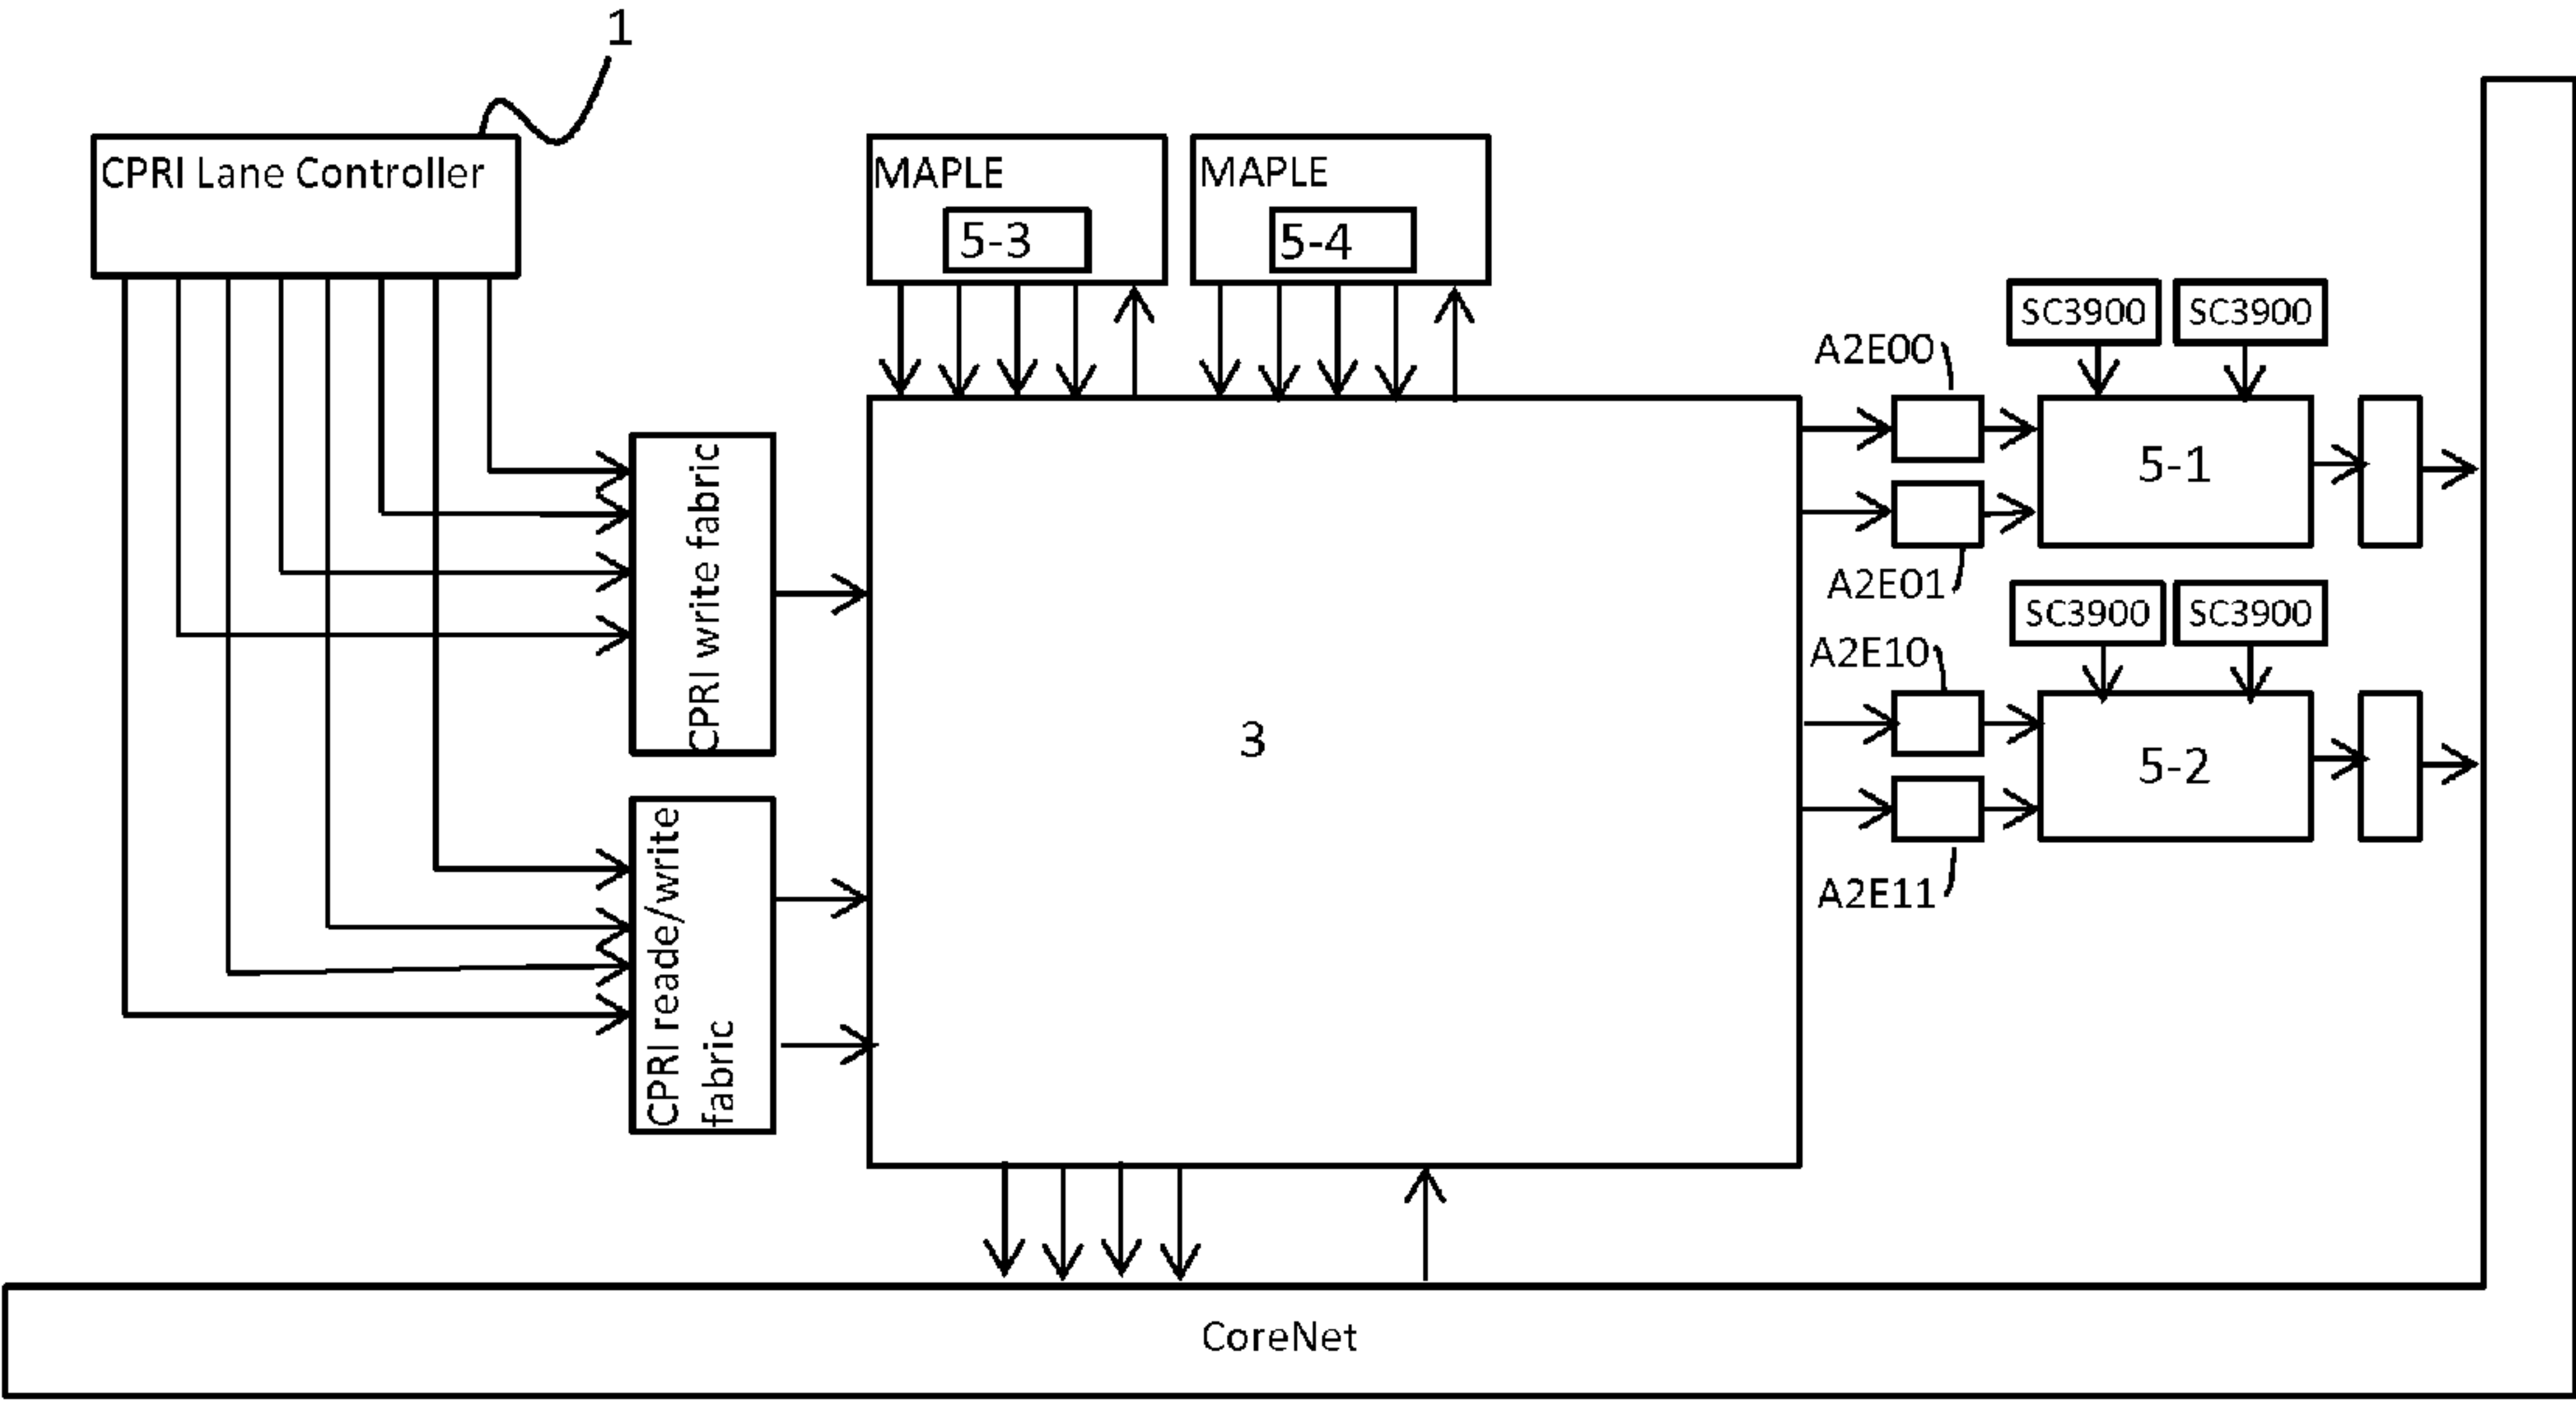 1
CPRI Lane Controller
MAPLE
5-3
MAPLE
5-4
SC3900
SC3900
A2E00
5-1
A2E01
CPRI write fabric
SC3900
SC3900
A2E10
3
5-2
A2E11
CPRI reade/write
fabric
CoreNet